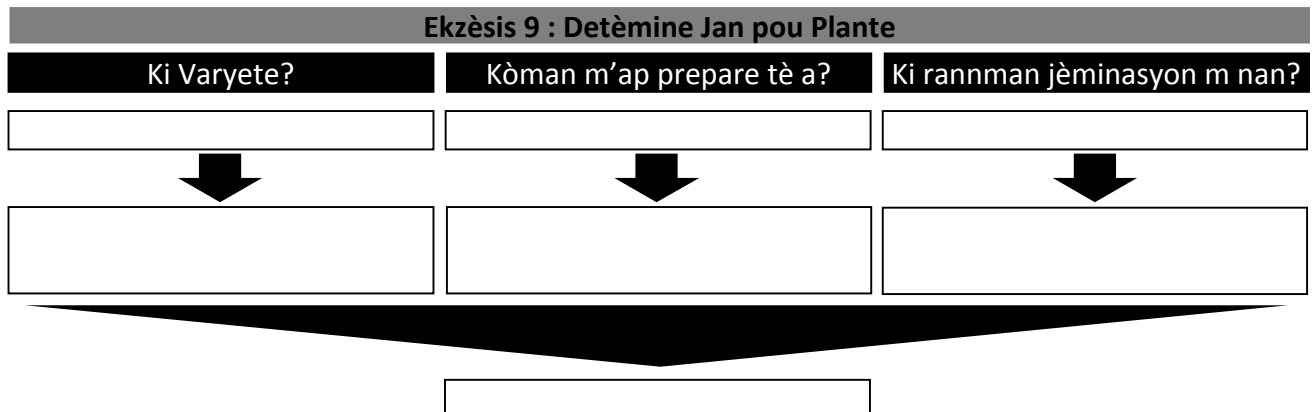 Ekzèsis 9 : Detèmine Jan pou Plante
Ki Varyete?
Kòman m’ap prepare tè a?
Ki rannman jèminasyon m nan?